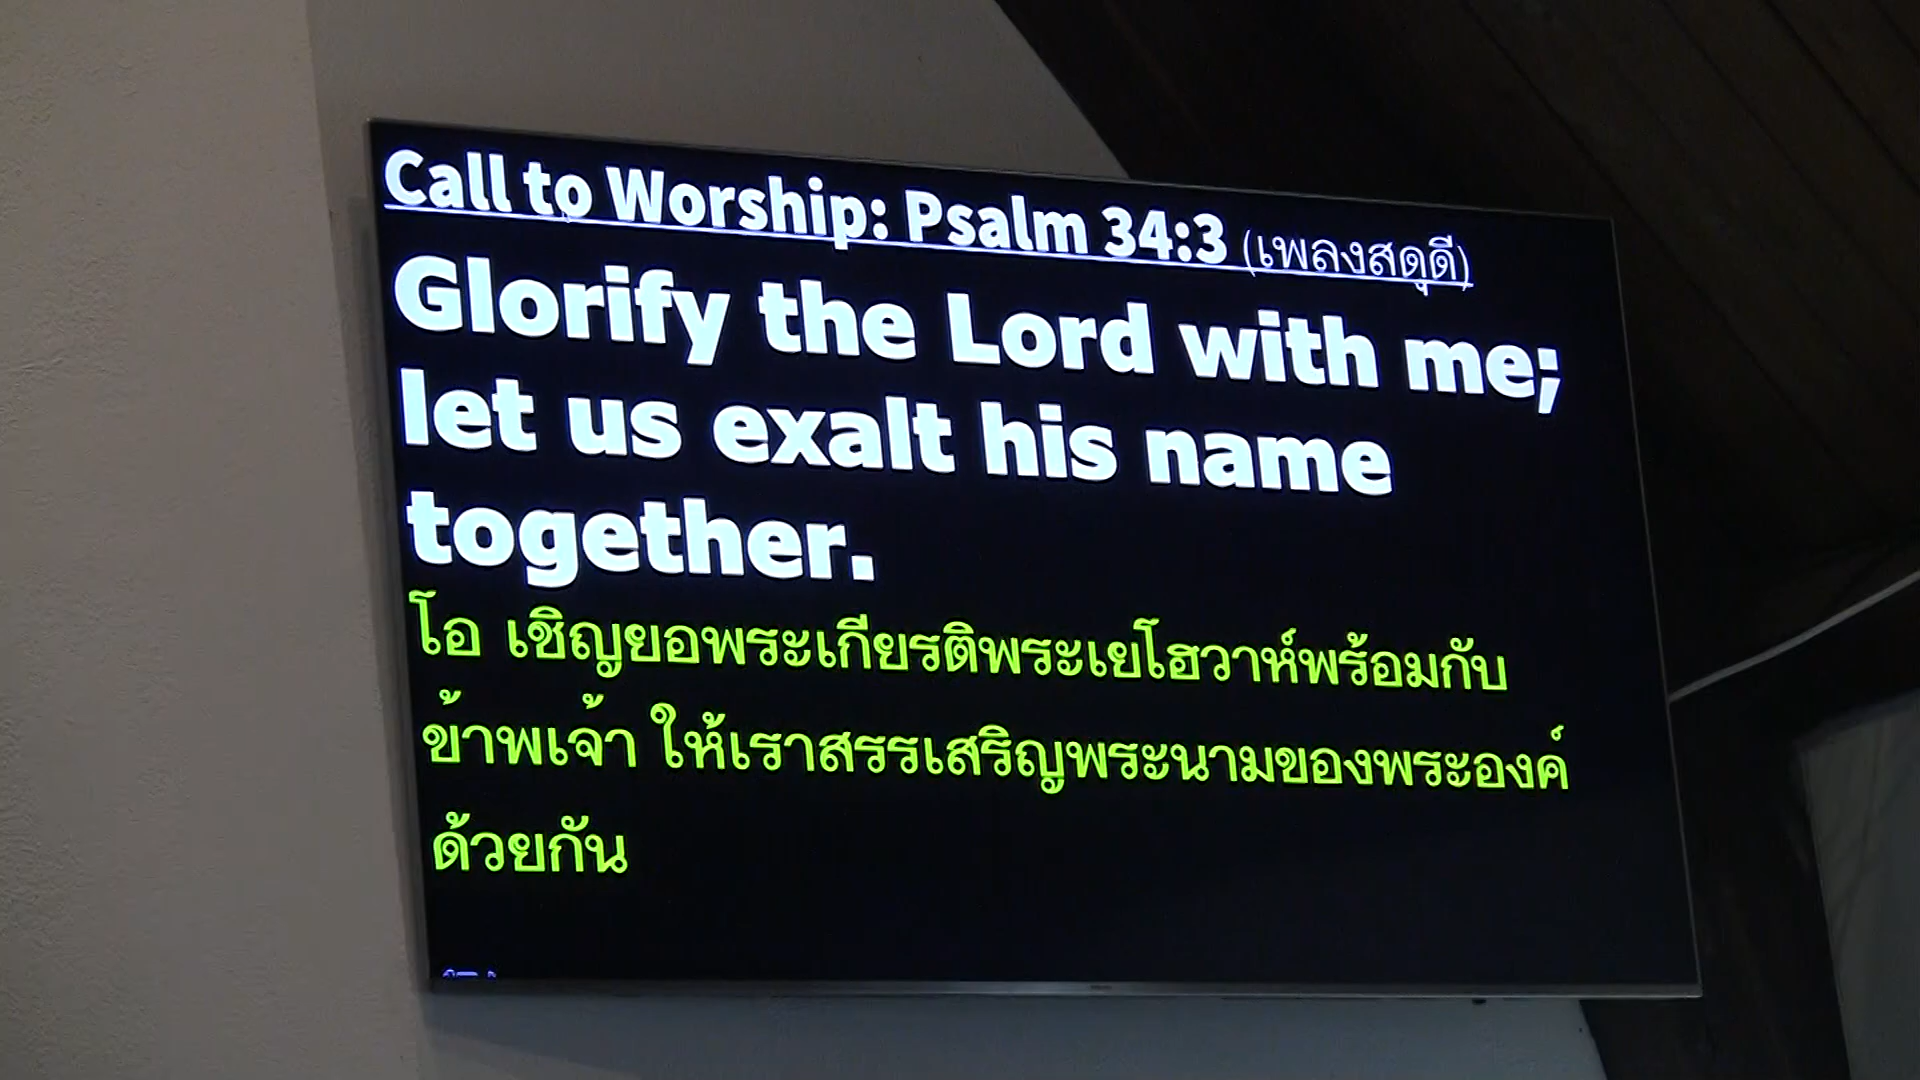 Call to Worship: Psalm 34:3 (เพลงสดุดี)
Glorify the Lord with me;
let us exalt his name
together.
โอ เชิญยอพระเกียรติพระเยโฮวาห์พร้อมกับ
ข้าพเจ้า ให้เราสรรเสริญพระนามของพระองค์
ด้วยกัน